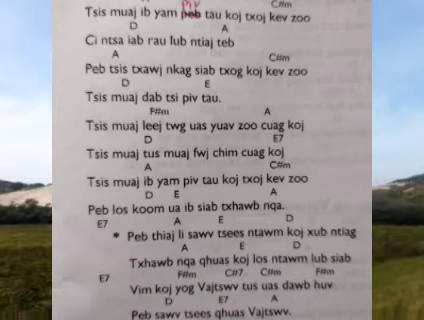 piv C#m
Tsis muaj ib yam peb tau koj txoj kev zoo
D A
Ci ntsa iab rau lub ntiaj teb
A C#m
Peb tsis txawj nkag siab txog koj kev zoo
D E
Tsis muaj dab tsi piv tau.
F#m A
Tsis muaj leej twg uas yuav zoo cuag koj
D E7
Tsis muaj tus muaj fwj chim cuag koj
A C#m
Tsis muaj ib yam piv tau koj txoj kev zoo
D E A
Peb los koom ua ib siab txhawb nqa.
E7 A E D
* Peb thiaj li sawv tsees ntawm koj xub ntiag
A E D
Txhawb nqa qhuas koj los ntawm lub siab
E7 F#m C#7 C#m F#m
Vim koj yog Vajtswv tus uas dawb huv
D E7 A
Peb sawv tsees qhuas Vajtswv.